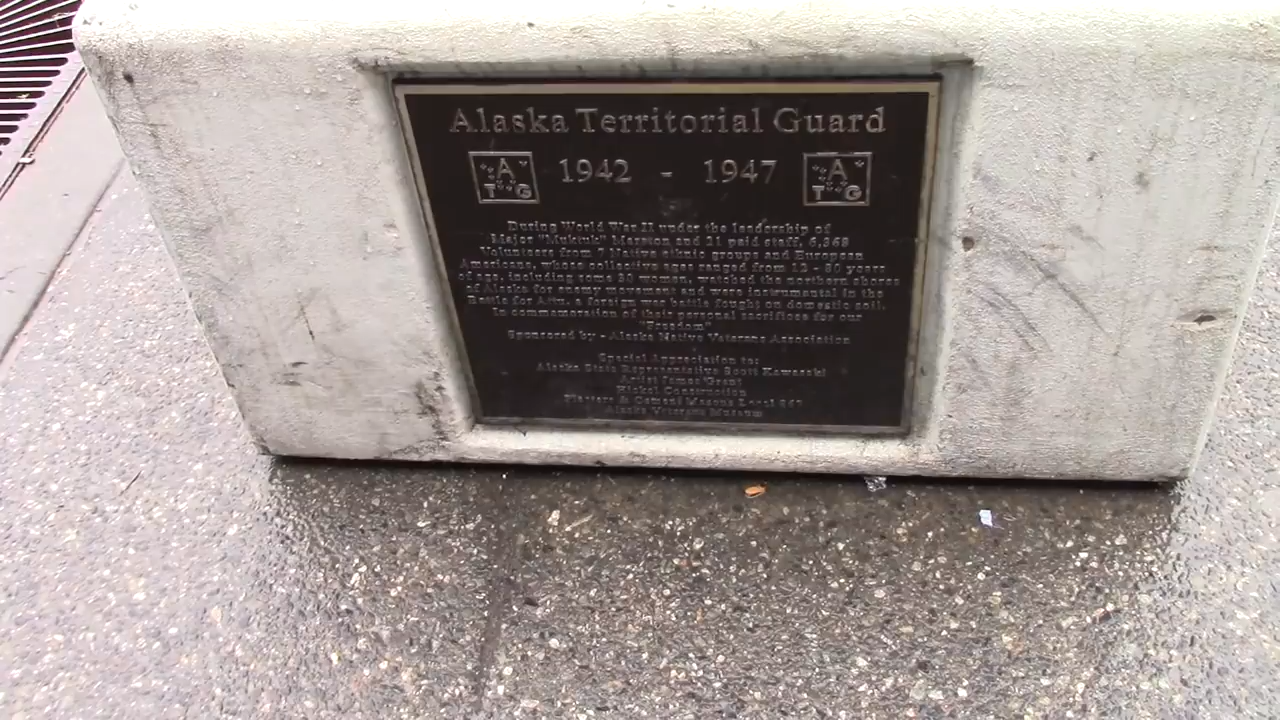 Alaska Territorial Guard
A
T G
1942 - 1947
A
T G
During World War II under the leadership of
Major "Muktuk" Marston and 21 paid staff, 6,368
Volunteers from 7 Native ethnic groups and European
Americans, whose collective ages ranged from 12 - 80 years
of age, including some 20 women, watched the northern shores
of Alaska for enemy movement and were instrumental in the
Battle for Attu, a foreign war battle fought on domestic soil.
In commemoration of their personal sacrifices for our
"Freedom"
Sponsored by - Alaska Native Veterans Association
Special Appreciation to:
Alaska State Representative Scott Kawasaki
Artist James Grant
Nickel Construction
& Cement Masons Local 867
Alaska Veterans Museum